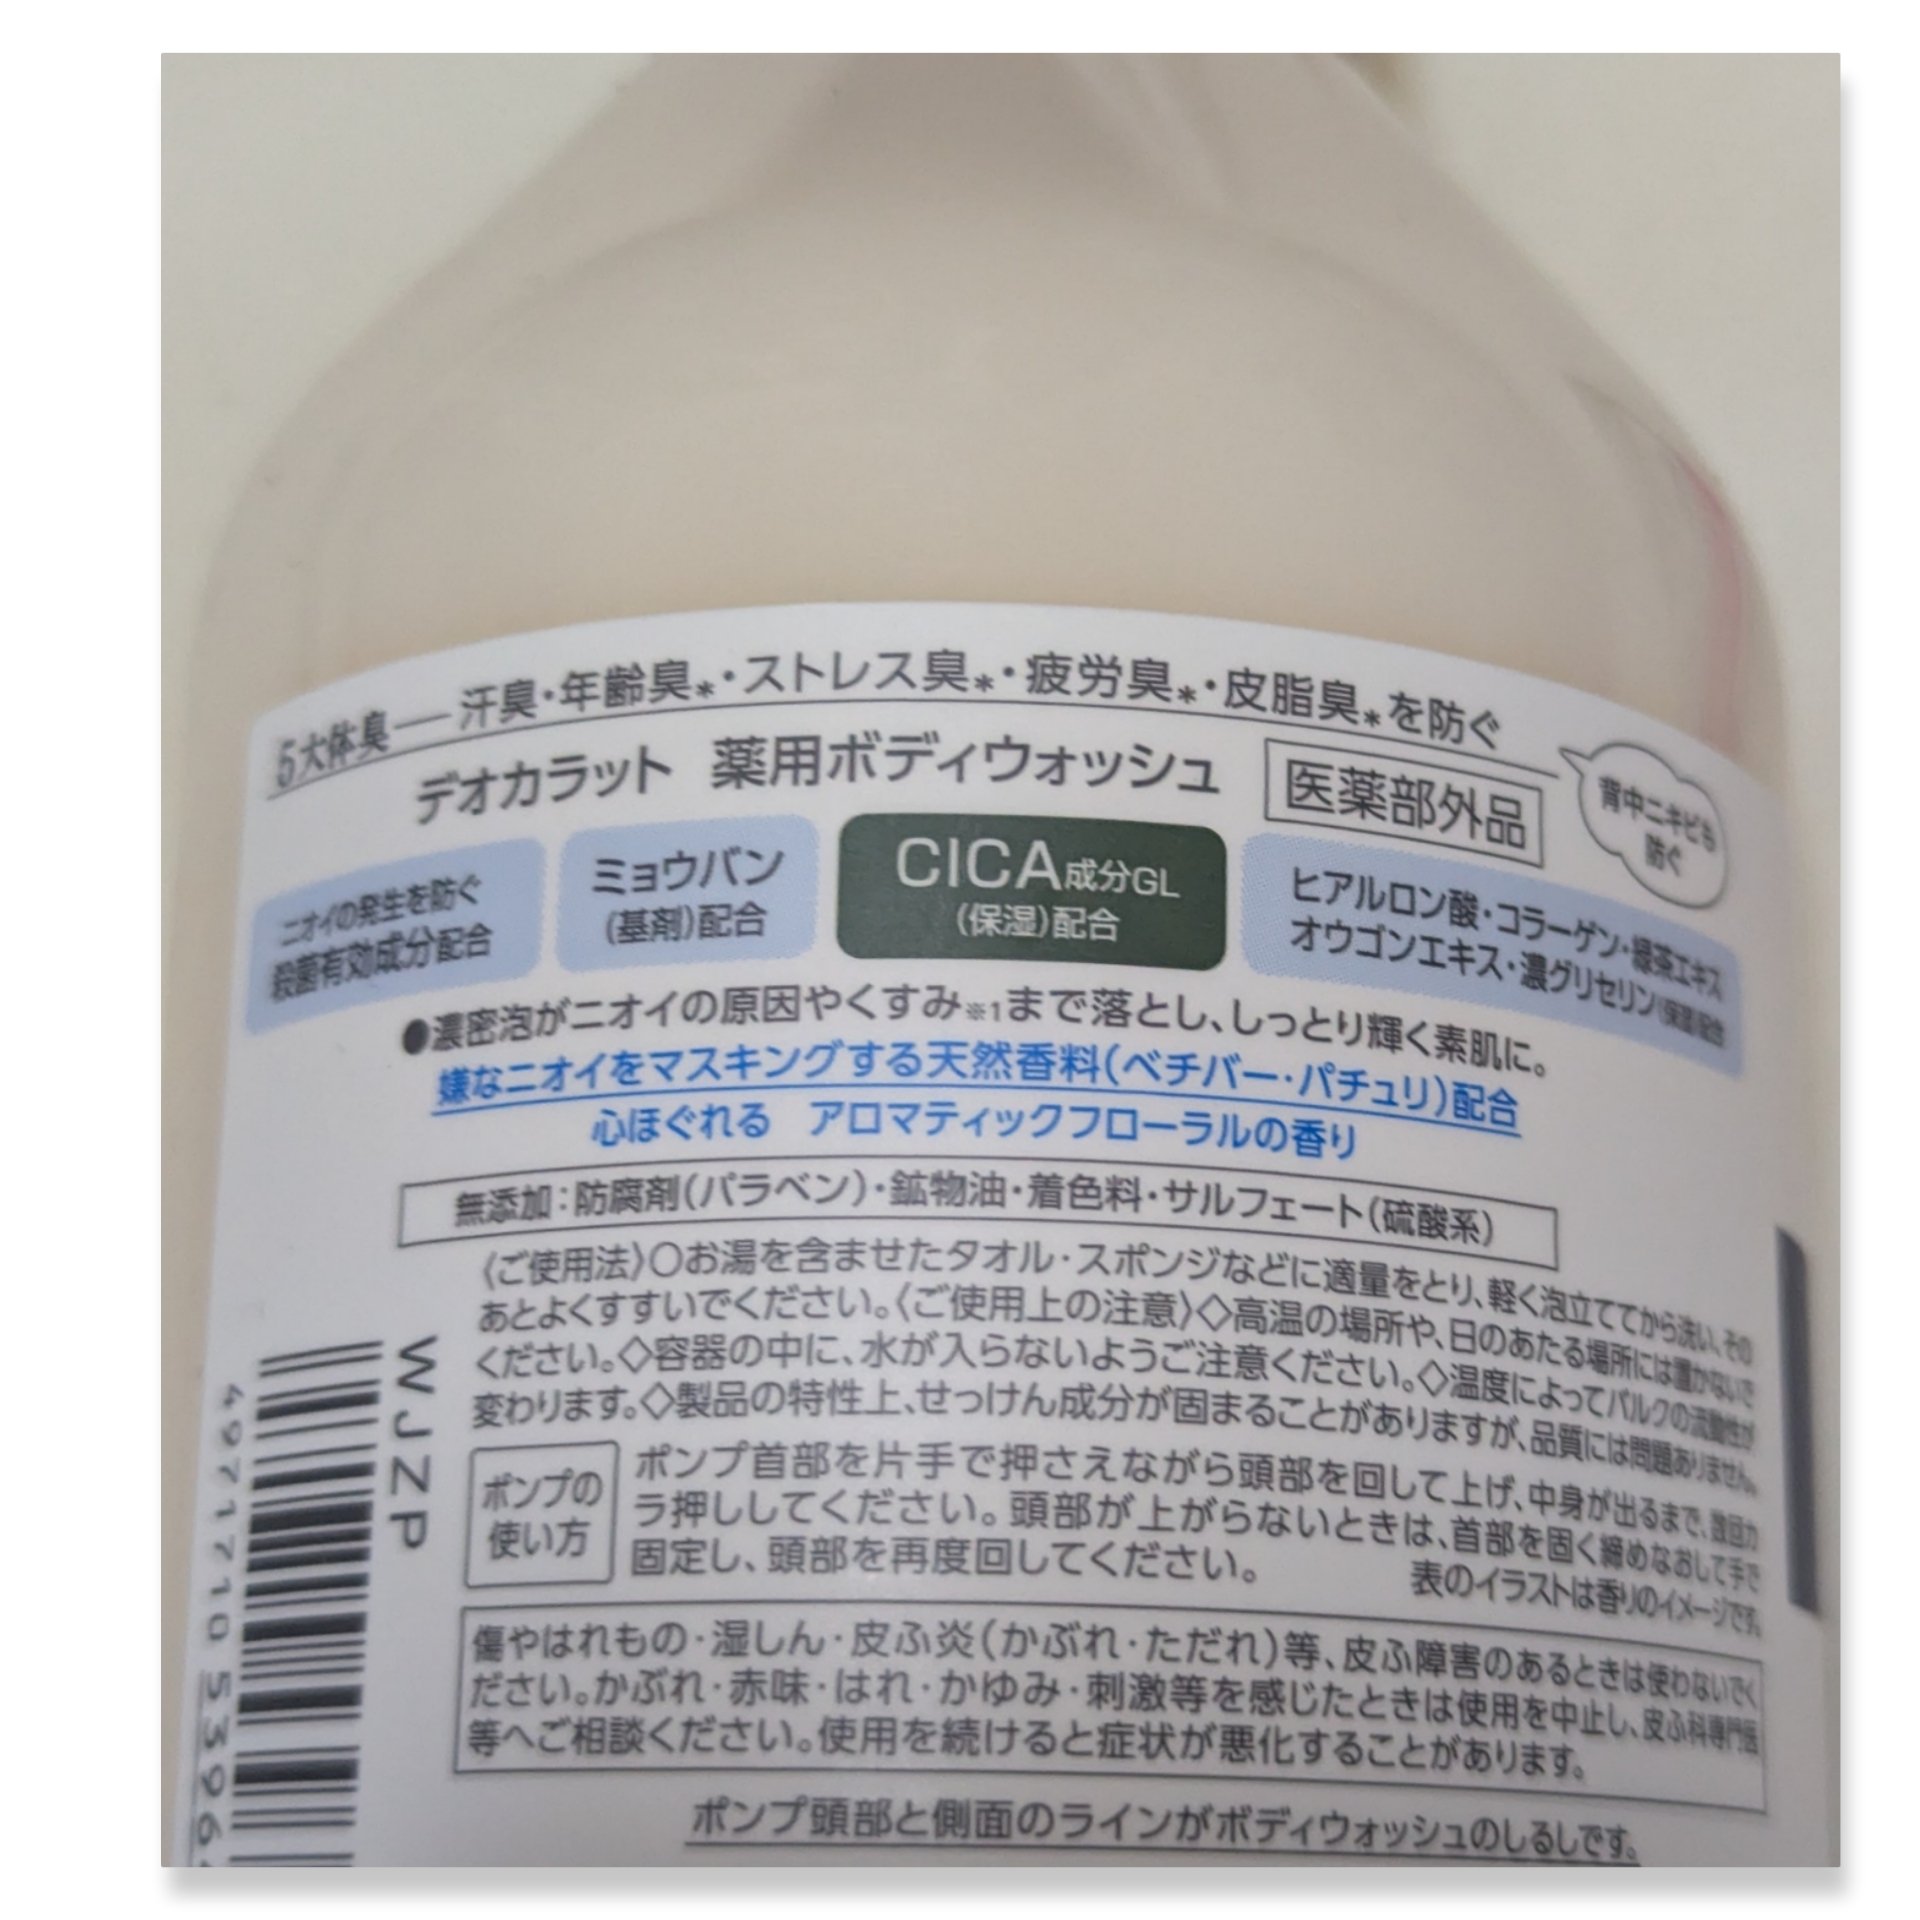 5大体臭 ― 汗臭・年齢臭*・ストレス臭*・疲労臭*・皮脂臭*を防ぐ
デオカラット 薬用ボディウォッシュ 医薬部外品
背中ニキビも
防ぐ
ニオイの発生を防ぐ
殺菌有効成分配合
ミョウバン
(基剤)配合
CICA成分GL
(保湿)配合
ヒアルロン酸・コラーゲン・緑茶エキス
オウゴンエキス・濃グリセリン(保湿)配合
●濃密泡がニオイの原因やくすみ※1まで落とし、しっとり輝く素肌に。
嫌なニオイをマスキングする天然香料(ベチバー・パチュリ)配合
心ほぐれる アロマティックフローラルの香り
無添加:防腐剤(パラベン)・鉱物油・着色料・サルフェート(硫酸系)
〈ご使用法〉○お湯を含ませたタオル・スポンジなどに適量をとり、軽く泡立ててから洗い、その
あとよくすすいでください。〈ご使用上の注意〉◇高温の場所や、日のあたる場所には置かないで
ください。◇容器の中に、水が入らないようご注意ください。◇温度によってバルクの流動性が
変わります。◇製品の特性上、せっけん成分が固まることがありますが、品質には問題ありません。
ポンプの
使い方
ポンプ首部を片手で押さえながら頭部を回して上げ、中身が出るまで、数回カ
ラ押ししてください。頭部が上がらないときは、首部を固く締めなおして手で
固定し、頭部を再度回してください。
表のイラストは香りのイメージです。
傷やはれもの・湿しん・皮ふ炎(かぶれ・ただれ)等、皮ふ障害のあるときは使わないでく
ださい。かぶれ・赤味・はれ・かゆみ・刺激等を感じたときは使用を中止し、皮ふ科専門医
等へご相談ください。使用を続けると症状が悪化することがあります。
ポンプ頭部と側面のラインがボディウォッシュのしるしです。
WJZP
4971710 5396